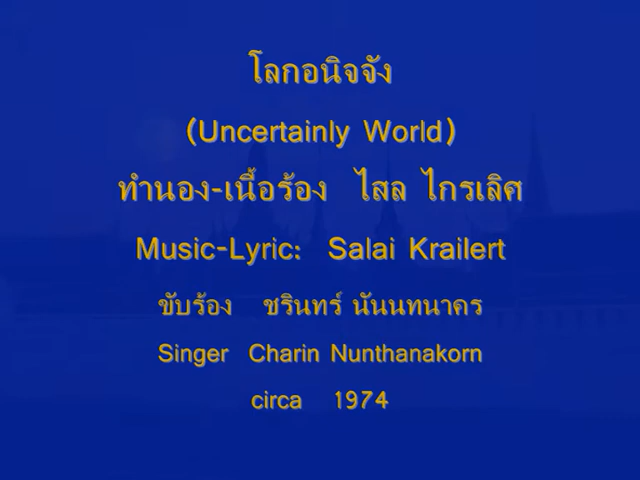 โลกอนิจจัง
(Uncertainly World)
ทำนอง-เนื้อร้อง ไสล ไกรเลิศ
Music-Lyric: Salai Krailert
ขับร้อง ชรินทร์ นันนทนาคร
Singer Charin Nunthanakorn
circa 1974